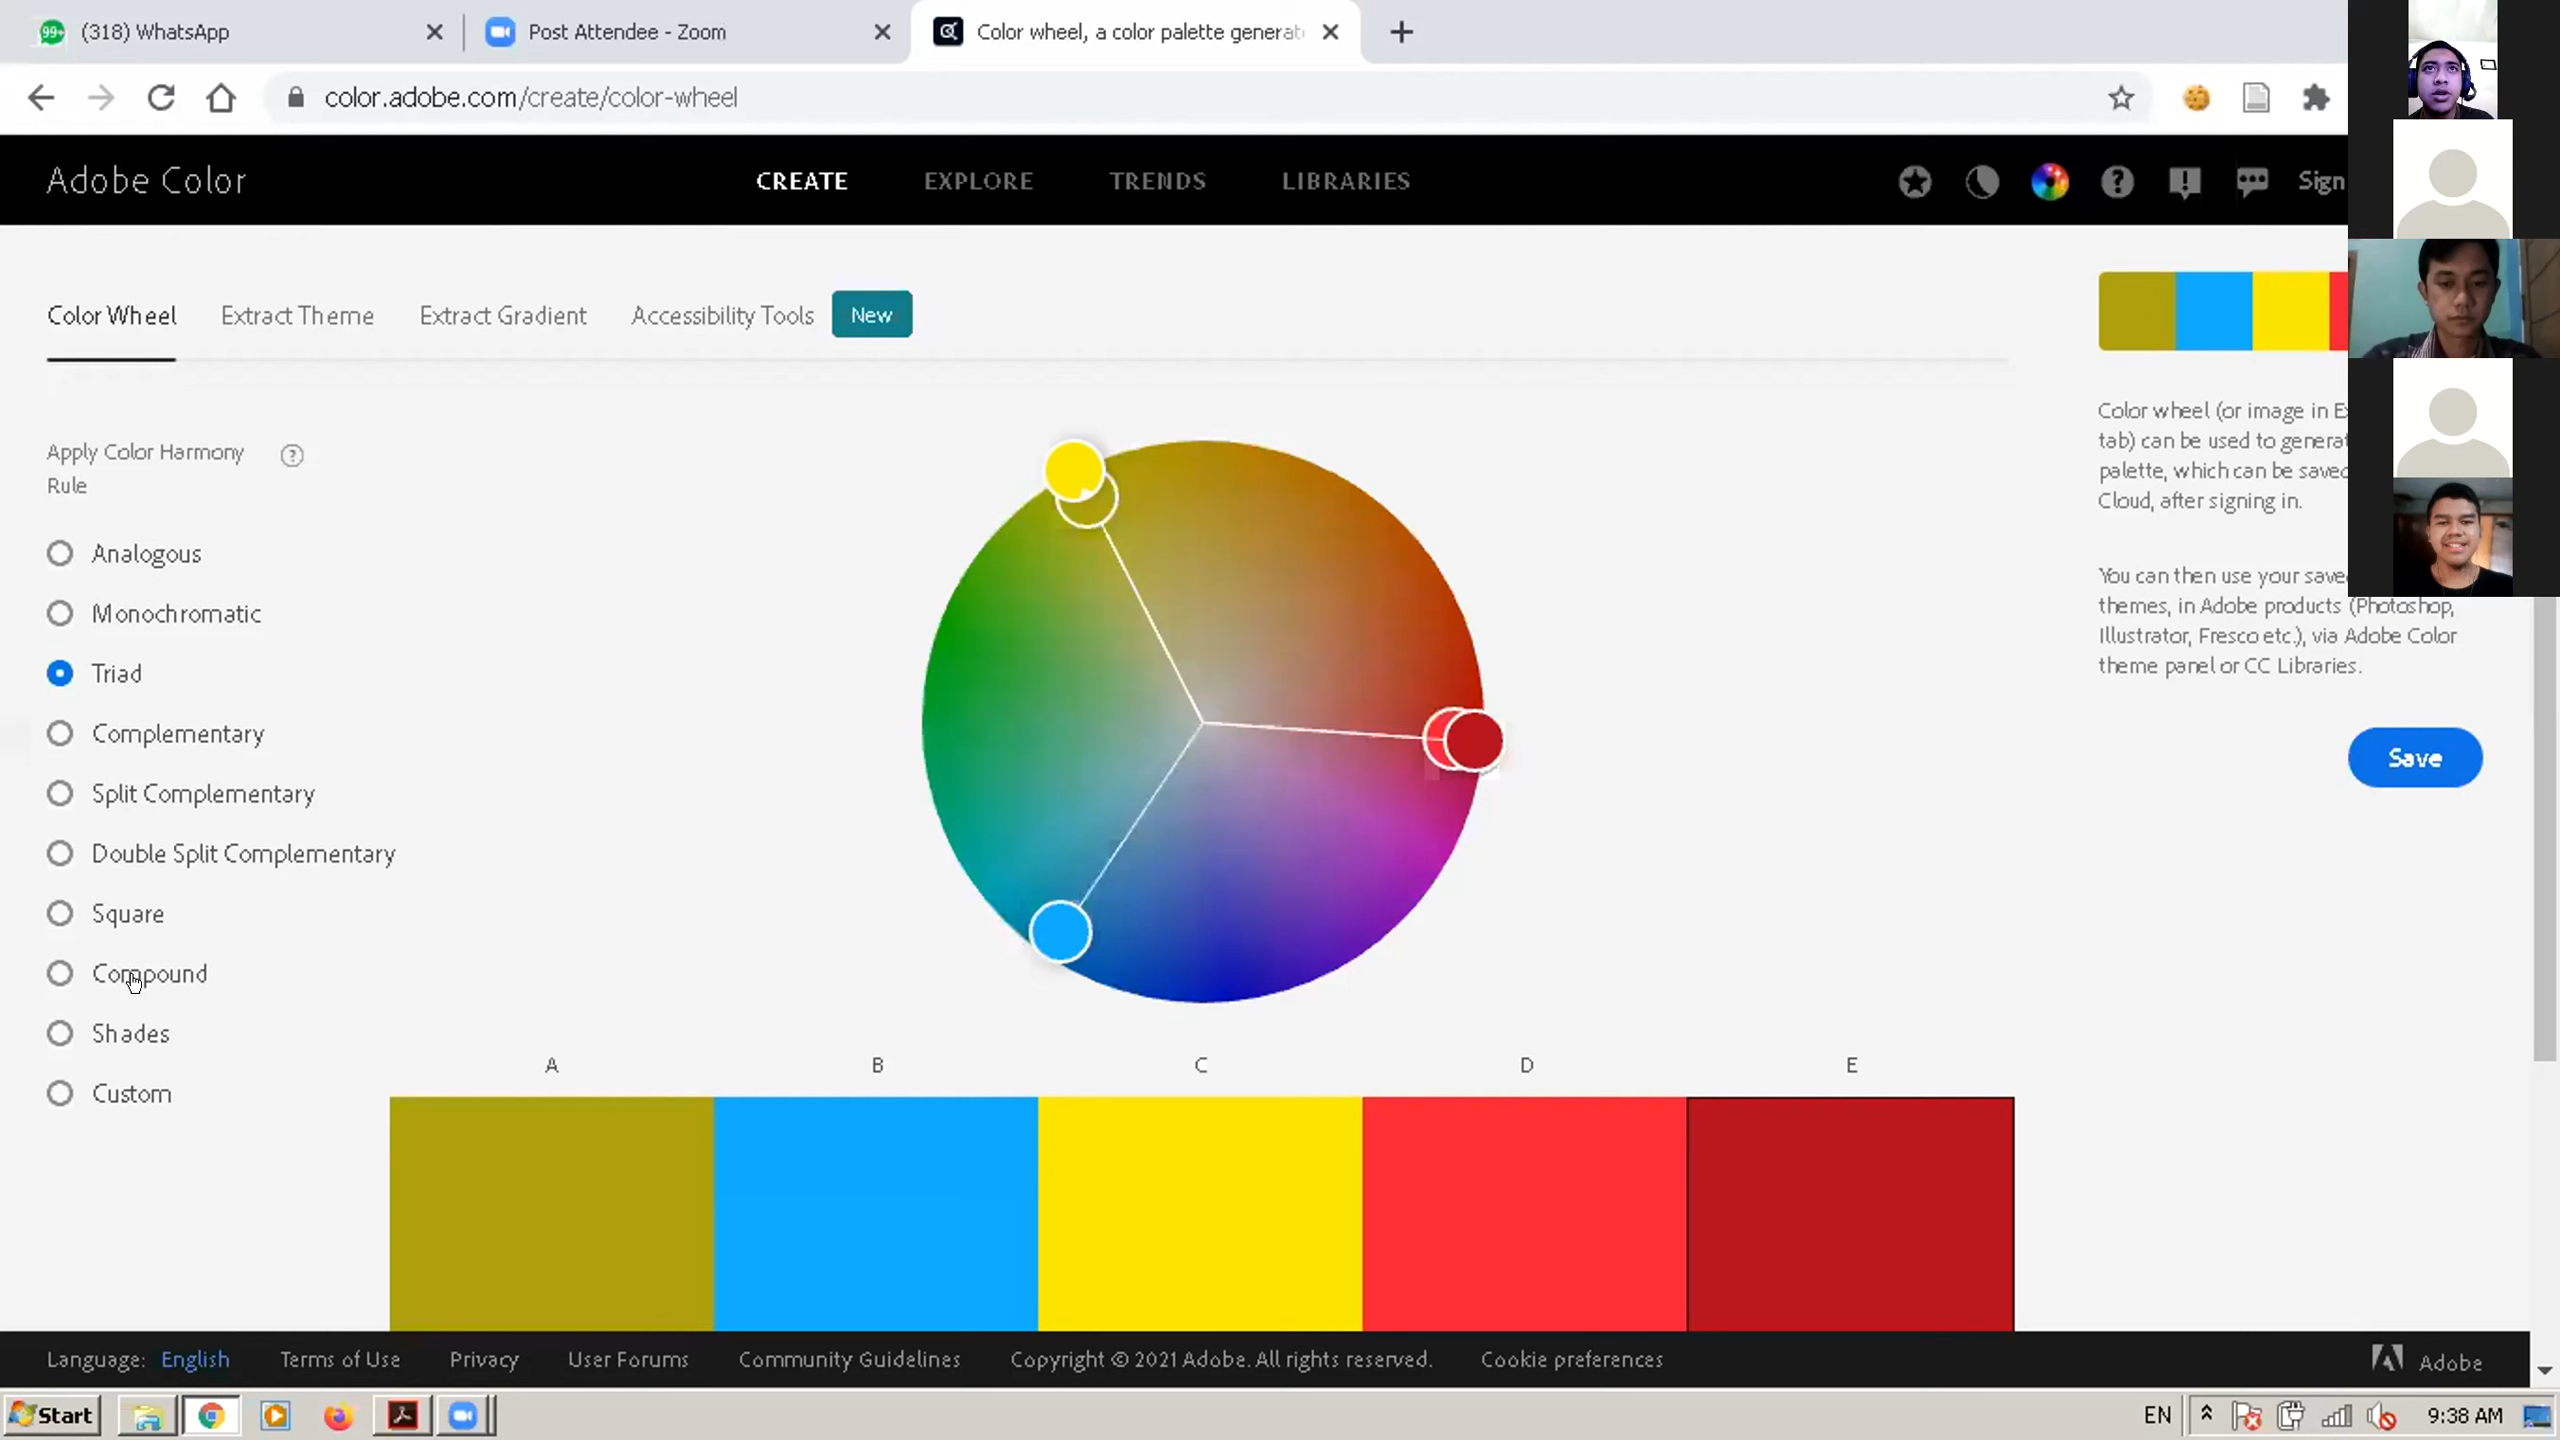 (318) WhatsApp
Post Attendee - Zoom
Color wheel, a color palette generat
color.adobe.com/create/color-wheel
Adobe Color
CREATE
EXPLORE
TRENDS
LIBRARIES
Sign
Color Wheel
Extract Theme
Extract Gradient
Accessibility Tools
New
Apply Color Harmony
Rule
Analogous
Monochromatic
Triad
Complementary
Split Complementary
Double Split Complementary
Square
Compound
Shades
Custom
Color wheel (or image in Ex
tab) can be used to generat
palette, which can be saved
Cloud, after signing in.
You can then use your save
themes, in Adobe products (Photoshop,
Illustrator, Fresco etc.), via Adobe Color
theme panel or CC Libraries.
Save
A
B
C
D
E
Language: English
Terms of Use
Privacy
User Forums
Community Guidelines
Copyright © 2021 Adobe. All rights reserved.
Cookie preferences
Adobe
Start
EN
9:38 AM